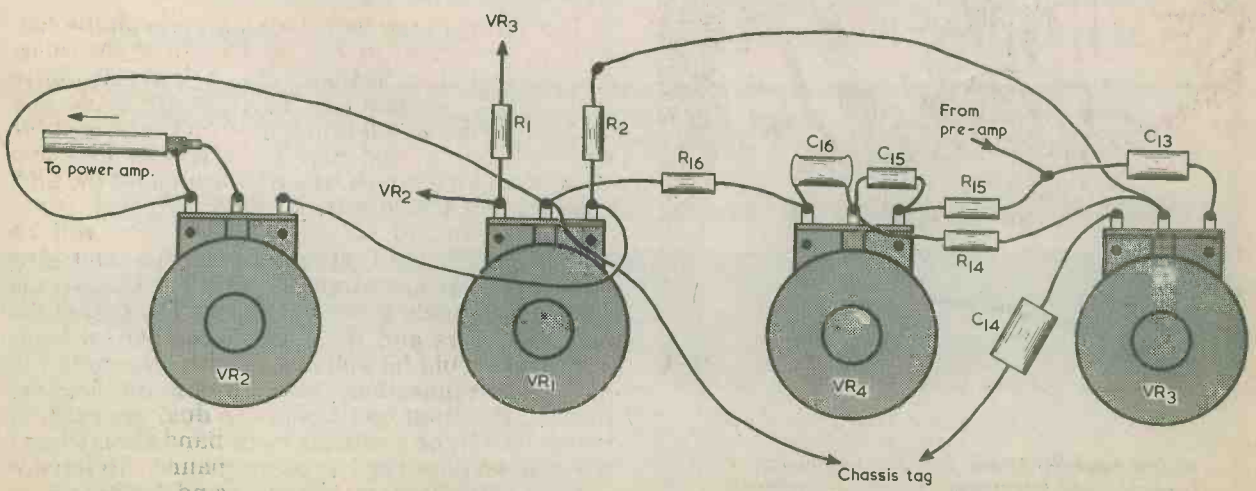 VR3
R1
R2
From
pre-amp
C13
To power amp.
VR2
R16
C16
C15
R15
R14
C14
VR2
VR1
VR4
VR3
Chassis tag